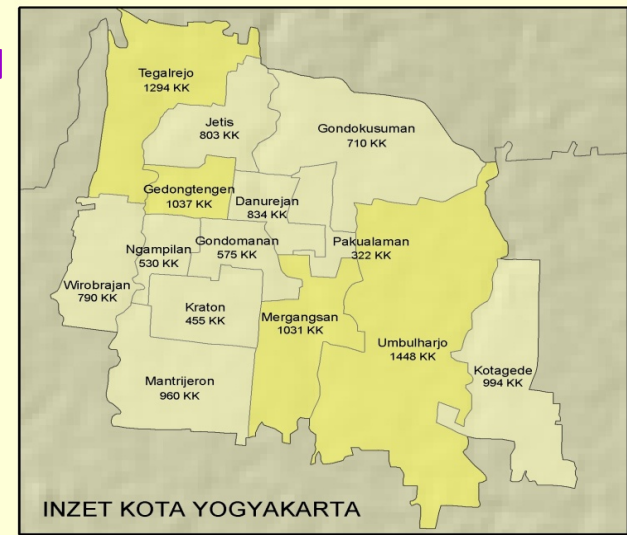 Tegalrejo
1294 KK
Jetis
803 KK
Gondokusuman
710 KK
Gedongtengen
1037 KK
Danurejan
834 KK
Ngampilan
530 KK
Gondomanan
575 KK
Pakualaman
322 KK
Wirobrajan
790 KK
Kraton
455 KK
Mergangsan
1031 KK
Umbulharjo
1448 KK
Kotagede
994 KK
Mantrijeron
960 KK
INZET KOTA YOGYAKARTA